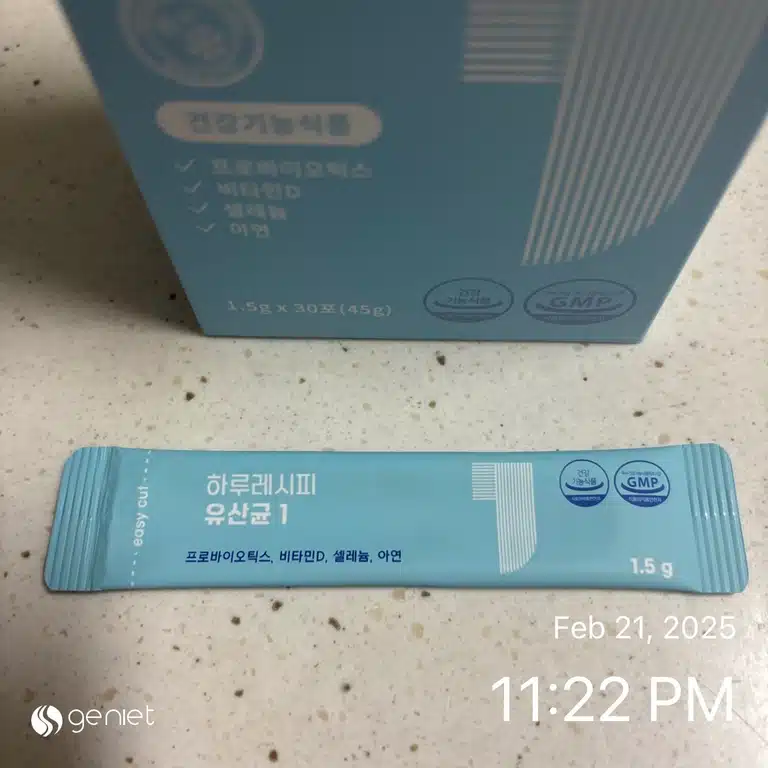 건강기능식품
✓ 프로바이오틱스
✓ 비타민D
✓ 셀레늄
✓ 아연
1.5g x 30포(45g)
건강
기능식품
GMP
easy cut
하루레시피
유산균 1
프로바이오틱스, 비타민D, 셀레늄, 아연
건강
기능식품
GMP
1.5 g
Feb 21, 2025
11:22 PM
geniet